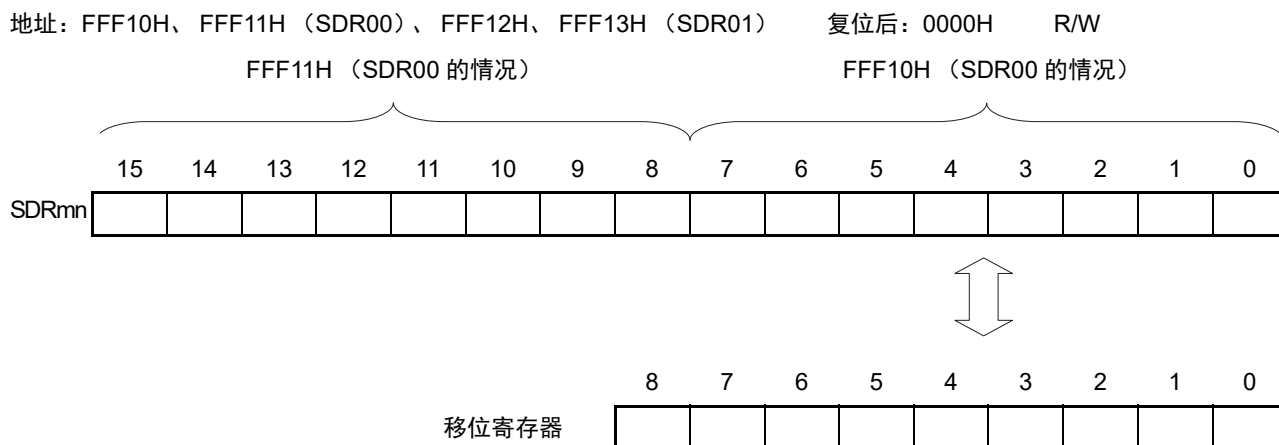 地址：FFF10H、 FFF11H （SDR00）、 FFF12H、 FFF13H （SDR01） 复位后：0000H R/W
FFF11H （SDR00 的情况） FFF10H （SDR00 的情况）
15 14 13 12 11 10 9 8 7 6 5 4 3 2 1 0
SDRmn
8 7 6 5 4 3 2 1 0
移位寄存器